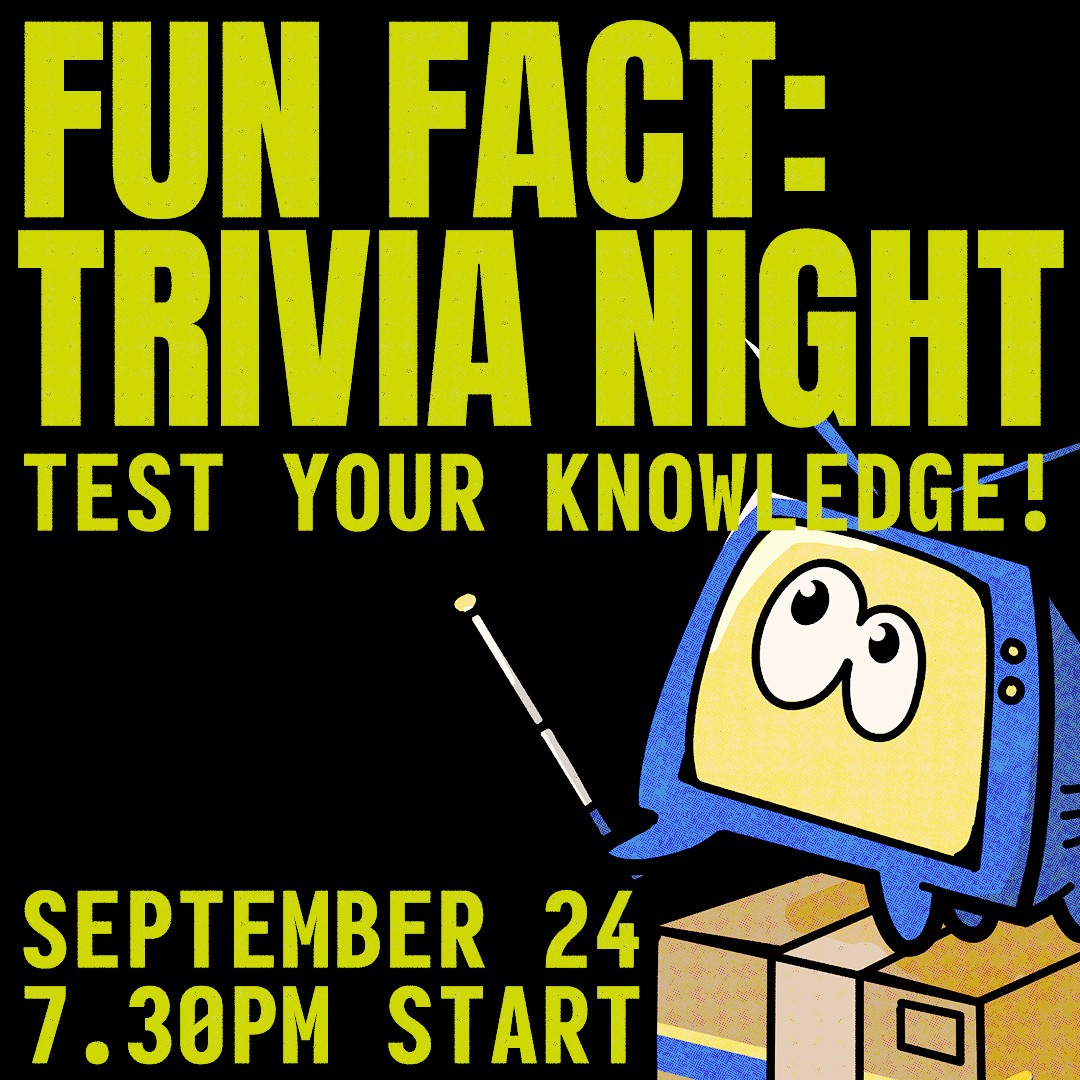 FUN FACT:
TRIVIA NIGHT
TEST YOUR KNOWLEDGE!
SEPTEMBER 24
7.30PM START